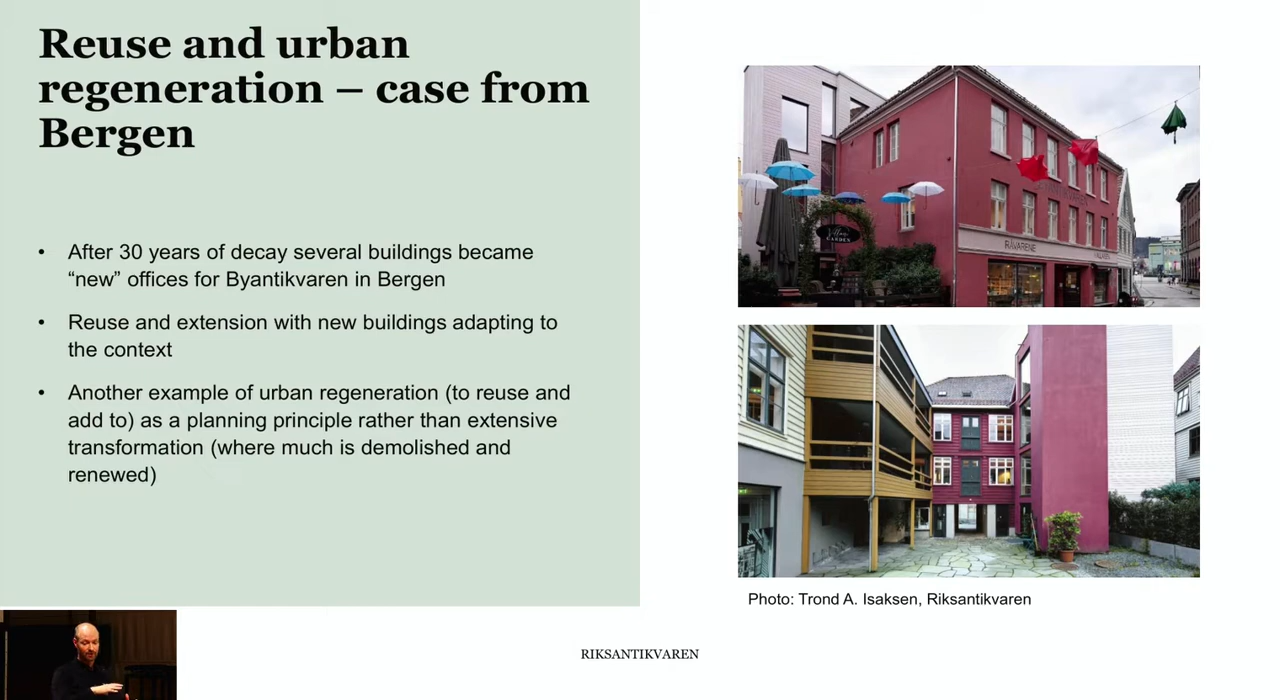 Reuse and urban
regeneration – case from
Bergen
• After 30 years of decay several buildings became
“new” offices for Byantikvaren in Bergen
• Reuse and extension with new buildings adapting to
the context
• Another example of urban regeneration (to reuse and
add to) as a planning principle rather than extensive
transformation (where much is demolished and
renewed)
GARDEN
RÅVARENE
Photo: Trond A. Isaksen, Riksantikvaren
RIKSANTIKVAREN